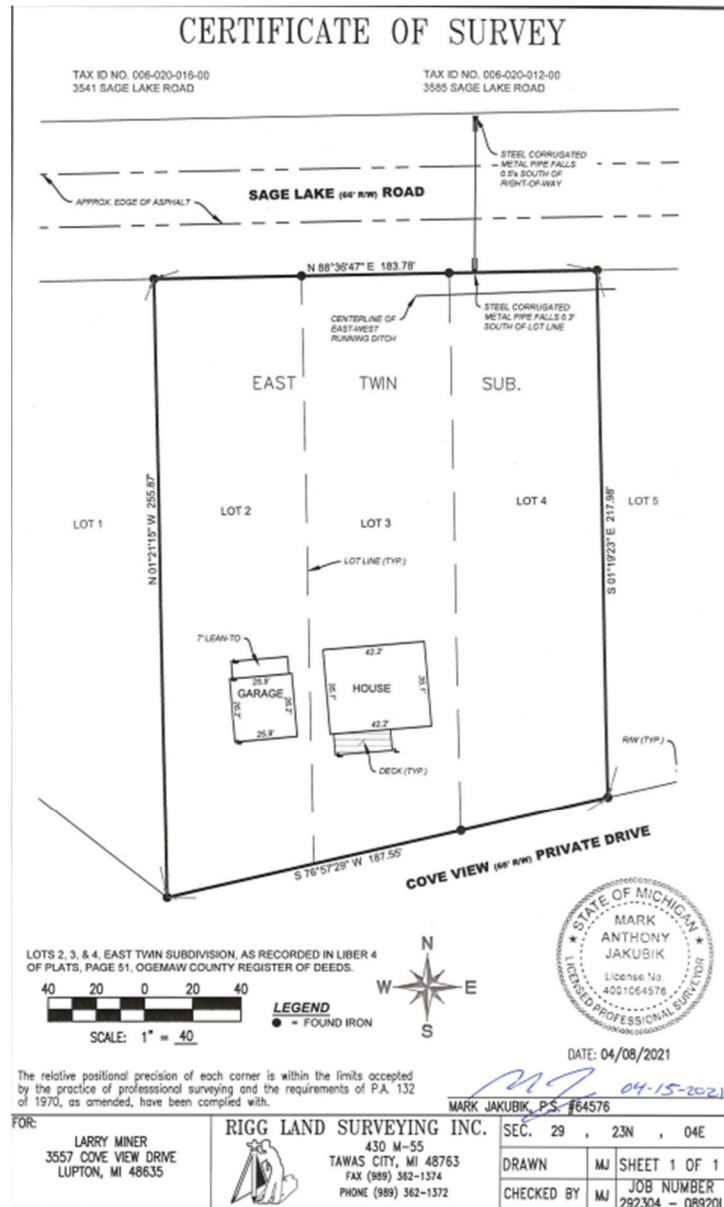 CERTIFICATE OF SURVEY
TAX ID NO. 006-020-016-00
3541 SAGE LAKE ROAD
TAX ID NO. 006-020-012-00
3585 SAGE LAKE ROAD
STEEL CORRUGATED
METAL PIPE FALLS
0.5'± SOUTH OF
RIGHT-OF-WAY
SAGE LAKE (66' R/W) ROAD
APPROX. EDGE OF ASPHALT
N 88°36'47" E 183.78'
CENTERLINE OF
EAST-WEST
RUNNING DITCH
STEEL CORRUGATED
METAL PIPE FALLS 0.3'
SOUTH OF LOT LINE
EAST TWIN SUB.
N 01°21'15" W 255.87'
S 01°19'23" E 217.98'
LOT 1
LOT 2
LOT 3
LOT 4
LOT 5
LOT LINE (TYP.)
7' LEAN-TO
25.9'
GARAGE
26.2'
26.2'
25.9'
42.2'
HOUSE
35.1'
35.1'
42.2'
DECK (TYP.)
R/W (TYP.)
S 76°57'29" W 187.55'
COVE VIEW (66' R/W) PRIVATE DRIVE
STATE OF MICHIGAN
MARK
ANTHONY
JAKUBIK
License No.
4001064576
LICENSED PROFESSIONAL SURVEYOR
LOTS 2, 3, & 4, EAST TWIN SUBDIVISION, AS RECORDED IN LIBER 4
OF PLATS, PAGE 51, OGEMAW COUNTY REGISTER OF DEEDS.
40 20 0 20 40
SCALE: 1" = 40
LEGEND
= FOUND IRON
N
W E
S
DATE: 04/08/2021
The relative positional precision of each corner is within the limits accepted
by the practice of professsional surveying and the requirements of P.A. 132
of 1970, as amended, have been complied with.
04-15-2021
MARK JAKUBIK, P.S. #64576
FOR:
LARRY MINER
3557 COVE VIEW DRIVE
LUPTON, MI 48635
RIGG LAND SURVEYING INC.
430 M-55
TAWAS CITY, MI 48763
FAX (989) 362-1374
PHONE (989) 362-1372
SEC. 29 , 23N , 04E
DRAWN MJ SHEET 1 OF 1
CHECKED BY MJ JOB NUMBER
292304 - 08920L